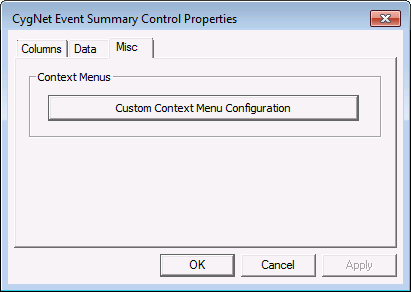 CygNet Event Summary Control Properties
Columns Data Misc
Context Menus
Custom Context Menu Configuration
OK Cancel Apply